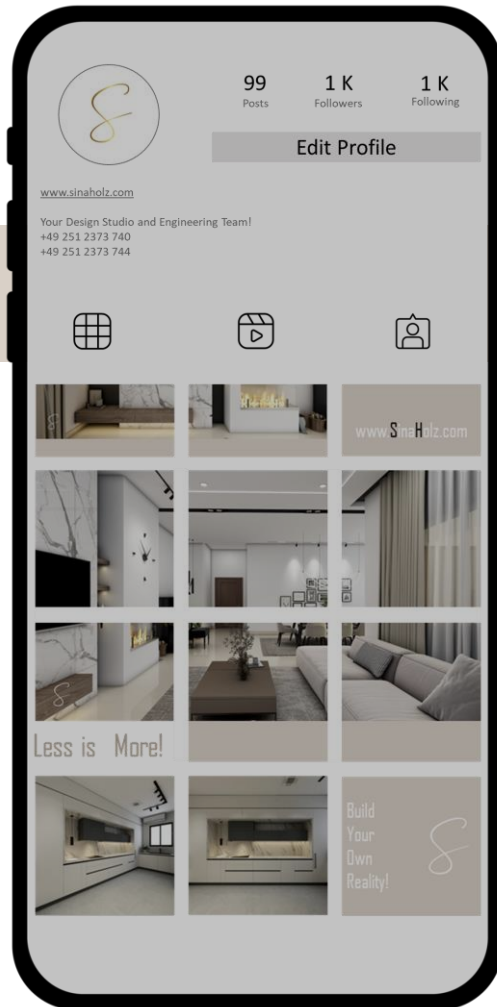 99 1 K 1 K
Posts Followers Following
Edit Profile
www.sinaholz.com
Your Design Studio and Engineering Team!
+49 251 2373 740
+49 251 2373 744
www.SinaHolz.com
Less is More!
Build
Your
Own
Reality!